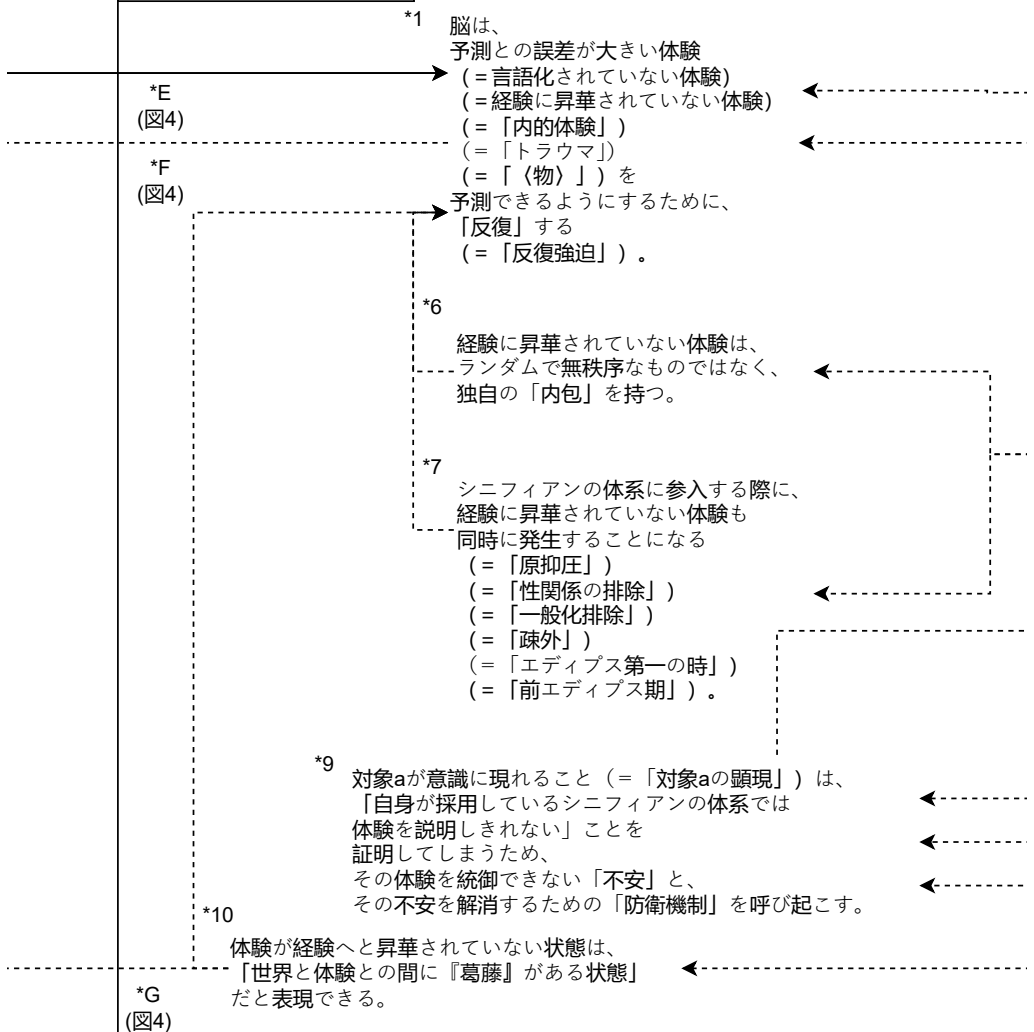 *1
脳は、
予測との誤差が大きい体験
(=言語化されていない体験)
(=経験に昇華されていない体験)
(=「内的体験」)
(=「トラウマ」)
(=「〈物〉」)を
予測できるようにするために、
「反復」する
(=「反復強迫」)。
*E
(図4)
*F
(図4)
*6
経験に昇華されていない体験は、
ランダムで無秩序なものではなく、
独自の「内包」を持つ。
*7
シニフィアンの体系に参入する際に、
経験に昇華されていない体験も
同時に発生することになる
(=「原抑圧」)
(=「性関係の排除」)
(=「一般化排除」)
(=「疎外」)
(=「エディプス第一の時」)
(=「前エディプス期」)。
*9
対象aが意識に現れること(=「対象aの顕現」)は、
「自身が採用しているシニフィアンの体系では
体験を説明しきれない」ことを
証明してしまうため、
その体験を統御できない「不安」と、
その不安を解消するための「防衛機制」を呼び起こす。
*10
体験が経験へと昇華されていない状態は、
「世界と体験との間に『葛藤』がある状態」
だと表現できる。
*G
(図4)